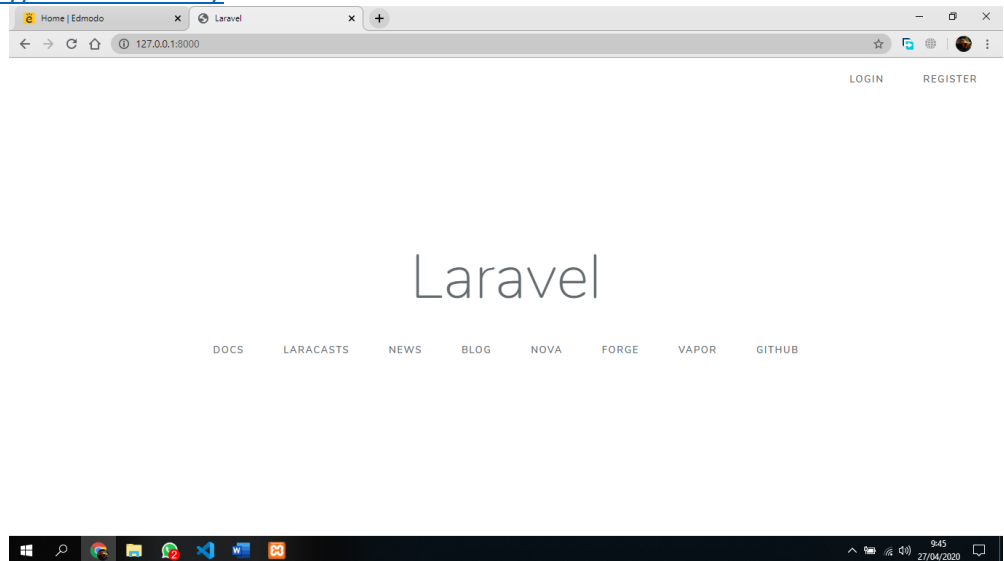 Home | Edmodo
Laravel
127.0.0.1:8000
LOGIN REGISTER
Laravel
DOCS LARACASTS NEWS BLOG NOVA FORGE VAPOR GITHUB
2
9:45
27/04/2020